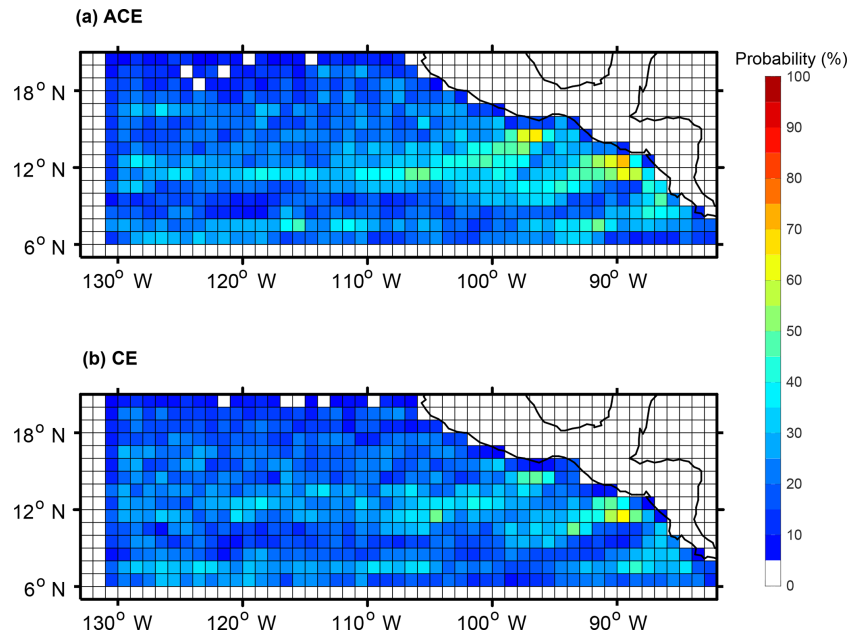 (a) ACE
Probability (%)
100
90
80
70
60
50
40
30
20
10
0
18° N
12° N
6° N
130° W
120° W
110° W
100° W
90° W
(b) CE
18° N
12° N
6° N
130° W
120° W
110° W
100° W
90° W